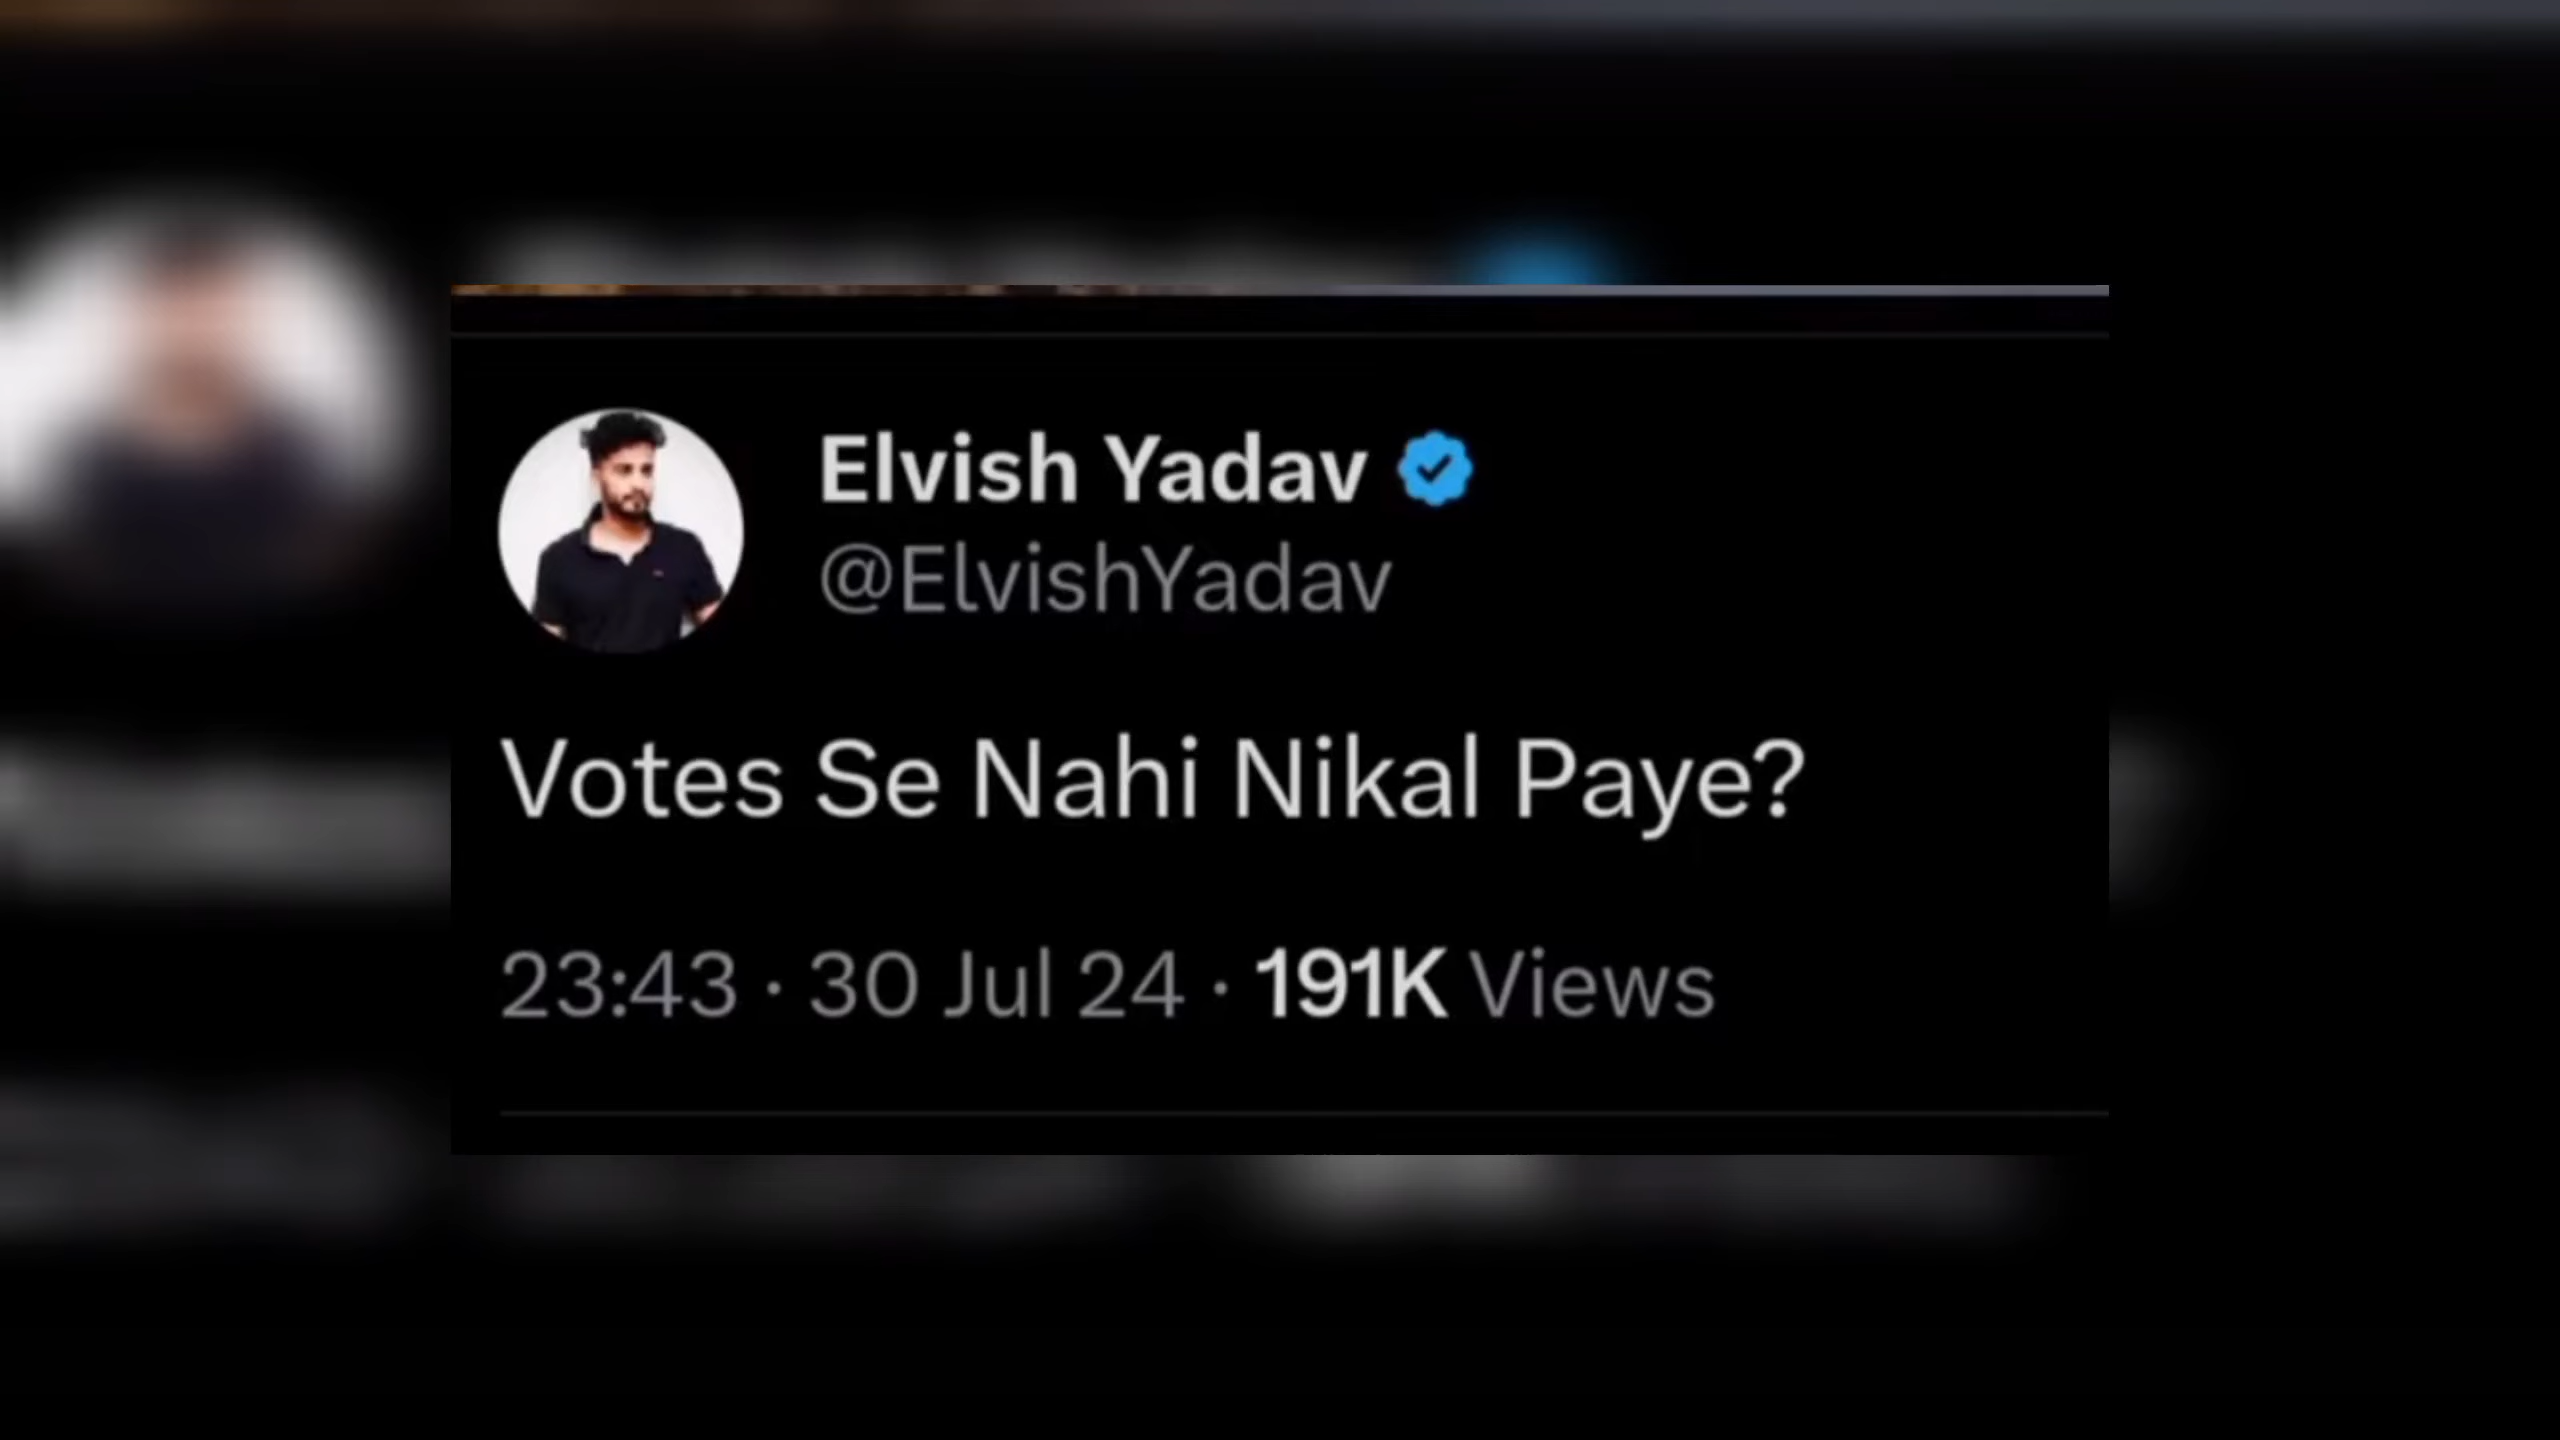 Elvish Yadav
@ElvishYadav
Votes Se Nahi Nikal Paye?
23:43 · 30 Jul 24 · 191K Views